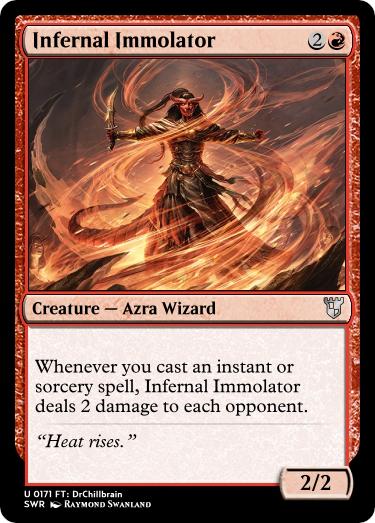 Infernal Immolator 2
Creature — Azra Wizard
Whenever you cast an instant or
sorcery spell, Infernal Immolator
deals 2 damage to each opponent.
“Heat rises.”
2/2
U 0171 FT: DrChillbrain
SWR Raymond Swanland